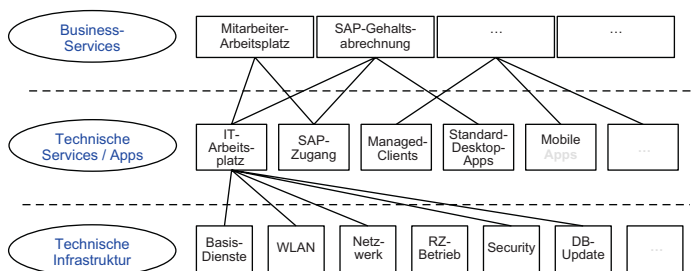 Business-
Services
Mitarbeiter-
Arbeitsplatz
SAP-Gehalts-
abrechnung
...
...
Technische
Services / Apps
IT-
Arbeits-
platz
SAP-
Zugang
Managed-
Clients
Standard-
Desktop-
Apps
Mobile
Apps
...
Technische
Infrastruktur
Basis-
Dienste
WLAN
Netz-
werk
RZ-
Betrieb
Security
DB-
Update
...